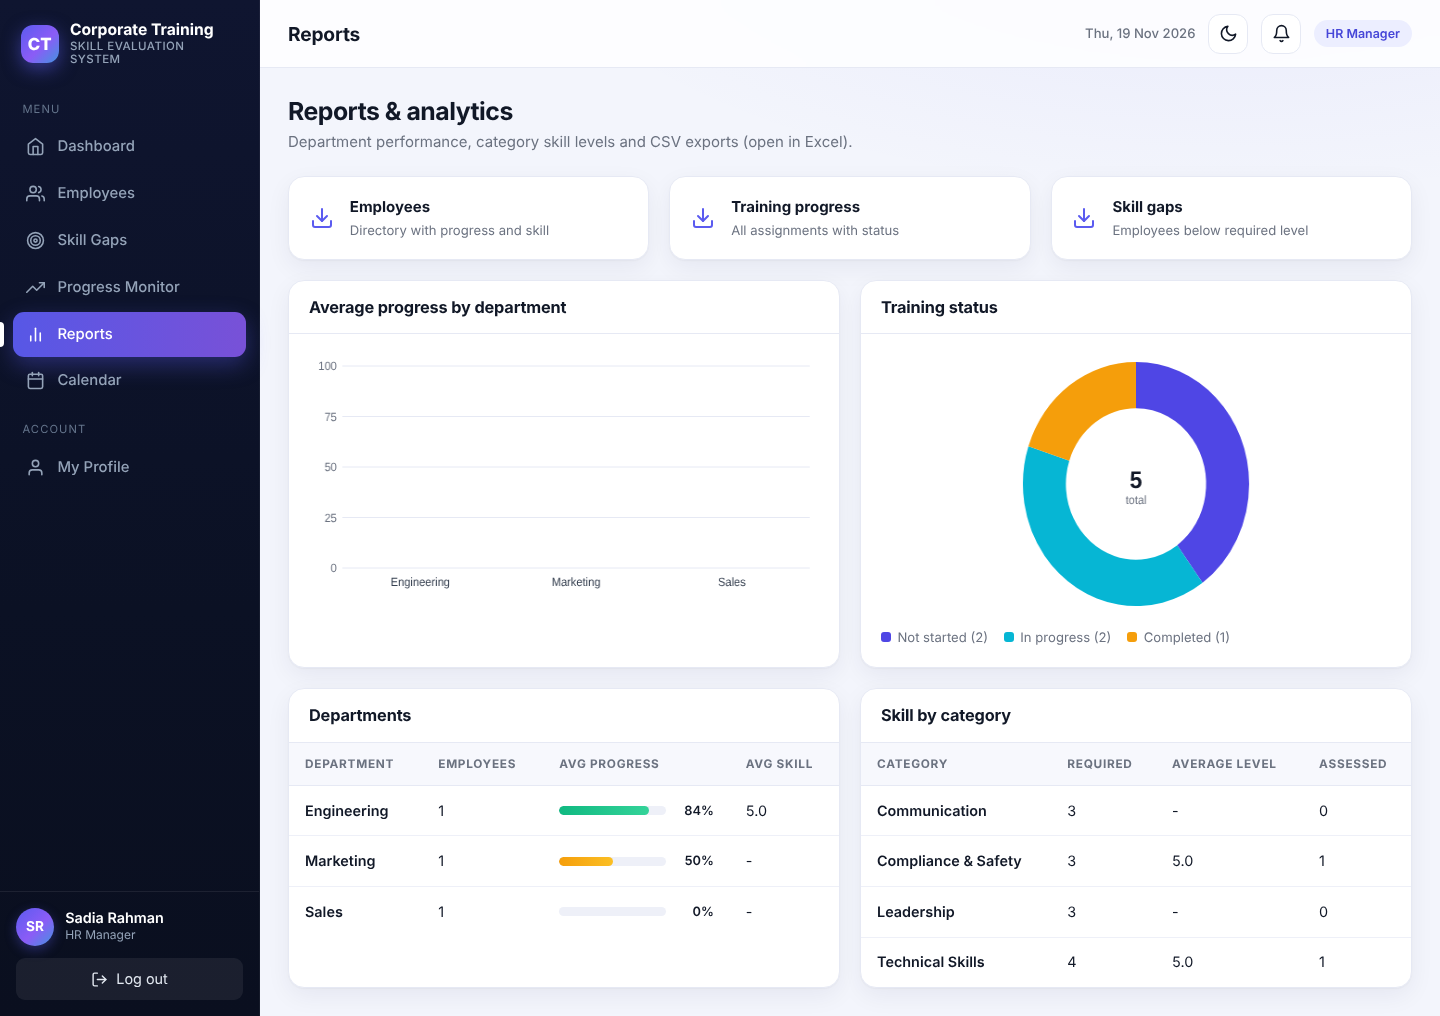 CT
Corporate Training
SKILL EVALUATION
SYSTEM
MENU
Dashboard
Employees
Skill Gaps
Progress Monitor
Reports
Calendar
ACCOUNT
My Profile
SR
Sadia Rahman
HR Manager
Log out
Reports
Thu, 19 Nov 2026
HR Manager
Reports & analytics
Department performance, category skill levels and CSV exports (open in Excel).
Employees
Directory with progress and skill
Training progress
All assignments with status
Skill gaps
Employees below required level
Average progress by department
100
75
50
25
0
Engineering Marketing Sales
Training status
5
total
Not started (2) In progress (2) Completed (1)
Departments
DEPARTMENT EMPLOYEES AVG PROGRESS AVG SKILL
Engineering 1 84% 5.0
Marketing 1 50% -
Sales 1 0% -
Skill by category
CATEGORY REQUIRED AVERAGE LEVEL ASSESSED
Communication 3 - 0
Compliance & Safety 3 5.0 1
Leadership 3 - 0
Technical Skills 4 5.0 1